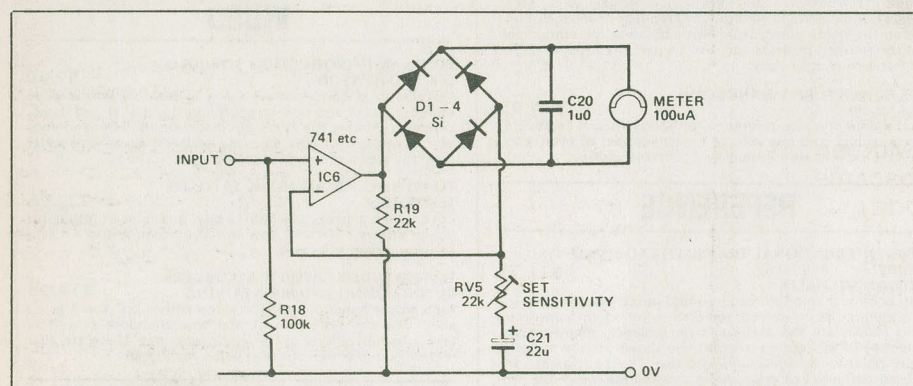 D1-4
Si
C20
1u0
METER
100uA
741 etc
INPUT
+
IC6
−
R19
22k
RV5
22k
SET
SENSITIVITY
R18
100k
+
C21
22u
0V